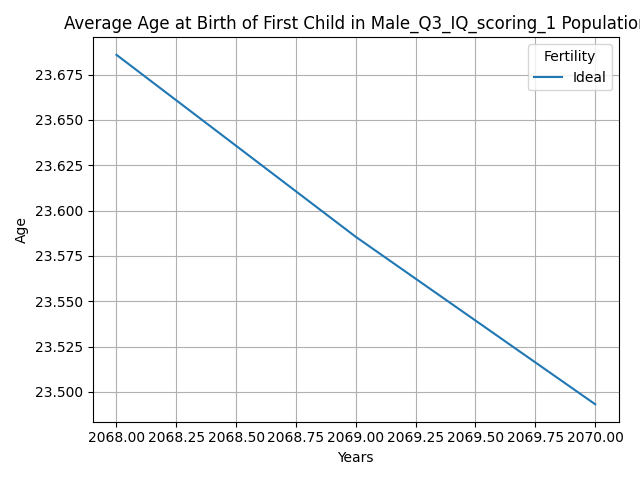 Average Age at Birth of First Child in Male_Q3_IQ_scoring_1 Population
Fertility
Ideal
23.675
23.650
23.625
23.600
23.575
23.550
23.525
23.500
Age
2068.00 2068.25 2068.50 2068.75 2069.00 2069.25 2069.50 2069.75 2070.00
Years